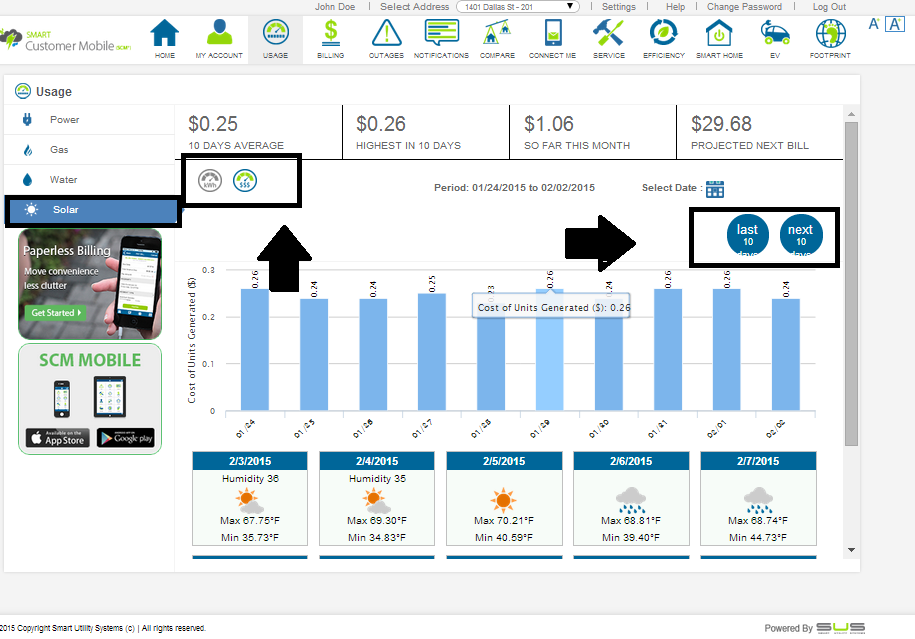 John Doe | Select Address 1401 Dallas St - 201 | Settings | Help | Change Password | Log Out
SMART
Customer Mobile (SCM®)
HOME MY ACCOUNT USAGE BILLING OUTAGES NOTIFICATIONS COMPARE CONNECT ME SERVICE EFFICIENCY SMART HOME EV FOOTPRINT
A A
Usage
Power
Gas
Water
Solar
$0.25 $0.26 $1.06 $29.68
10 DAYS AVERAGE HIGHEST IN 10 DAYS SO FAR THIS MONTH PROJECTED NEXT BILL
kWh $$$
Period: 01/24/2015 to 02/02/2015 Select Date :
last
10
days
next
10
days
Paperless Billing
Move convenience
less clutter
Get Started
SCM MOBILE
Available on the
App Store
Google play
Cost of Units Generated ($)
0.3
0.2
0.1
0
0.26 0.24 0.24 0.25 0.23 0.26 0.24 0.26 0.26 0.24
Cost of Units Generated ($): 0.26
01/24 01/25 01/26 01/27 01/28 01/29 01/30 01/31 02/01 02/02
2/3/2015 2/4/2015 2/5/2015 2/6/2015 2/7/2015
Humidity 36 Humidity 35
Max 67.75°F Max 69.30°F Max 70.21°F Max 68.81°F Max 68.74°F
Min 35.73°F Min 34.83°F Min 40.59°F Min 39.40°F Min 44.73°F
2015 Copyright Smart Utility Systems (c) | All rights reserved.
Powered By SUS